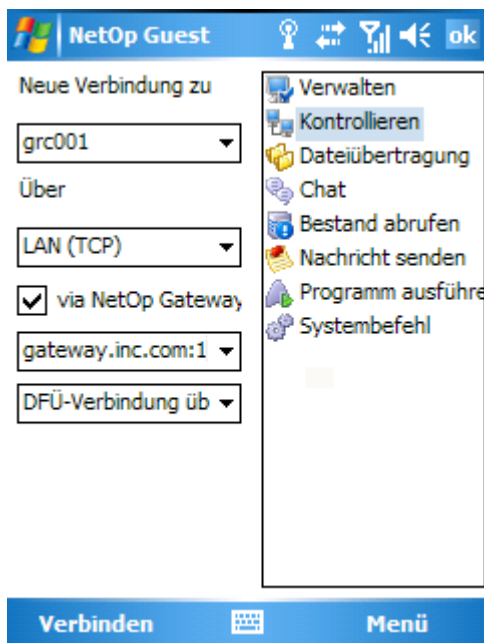 NetOp Guest
ok
Neue Verbindung zu
grc001
Über
LAN (TCP)
via NetOp Gateway
gateway.inc.com:1
DFÜ-Verbindung üb
Verwalten
Kontrollieren
Dateiübertragung
Chat
Bestand abrufen
Nachricht senden
Programm ausführe
Systembefehl
Verbinden
Menü